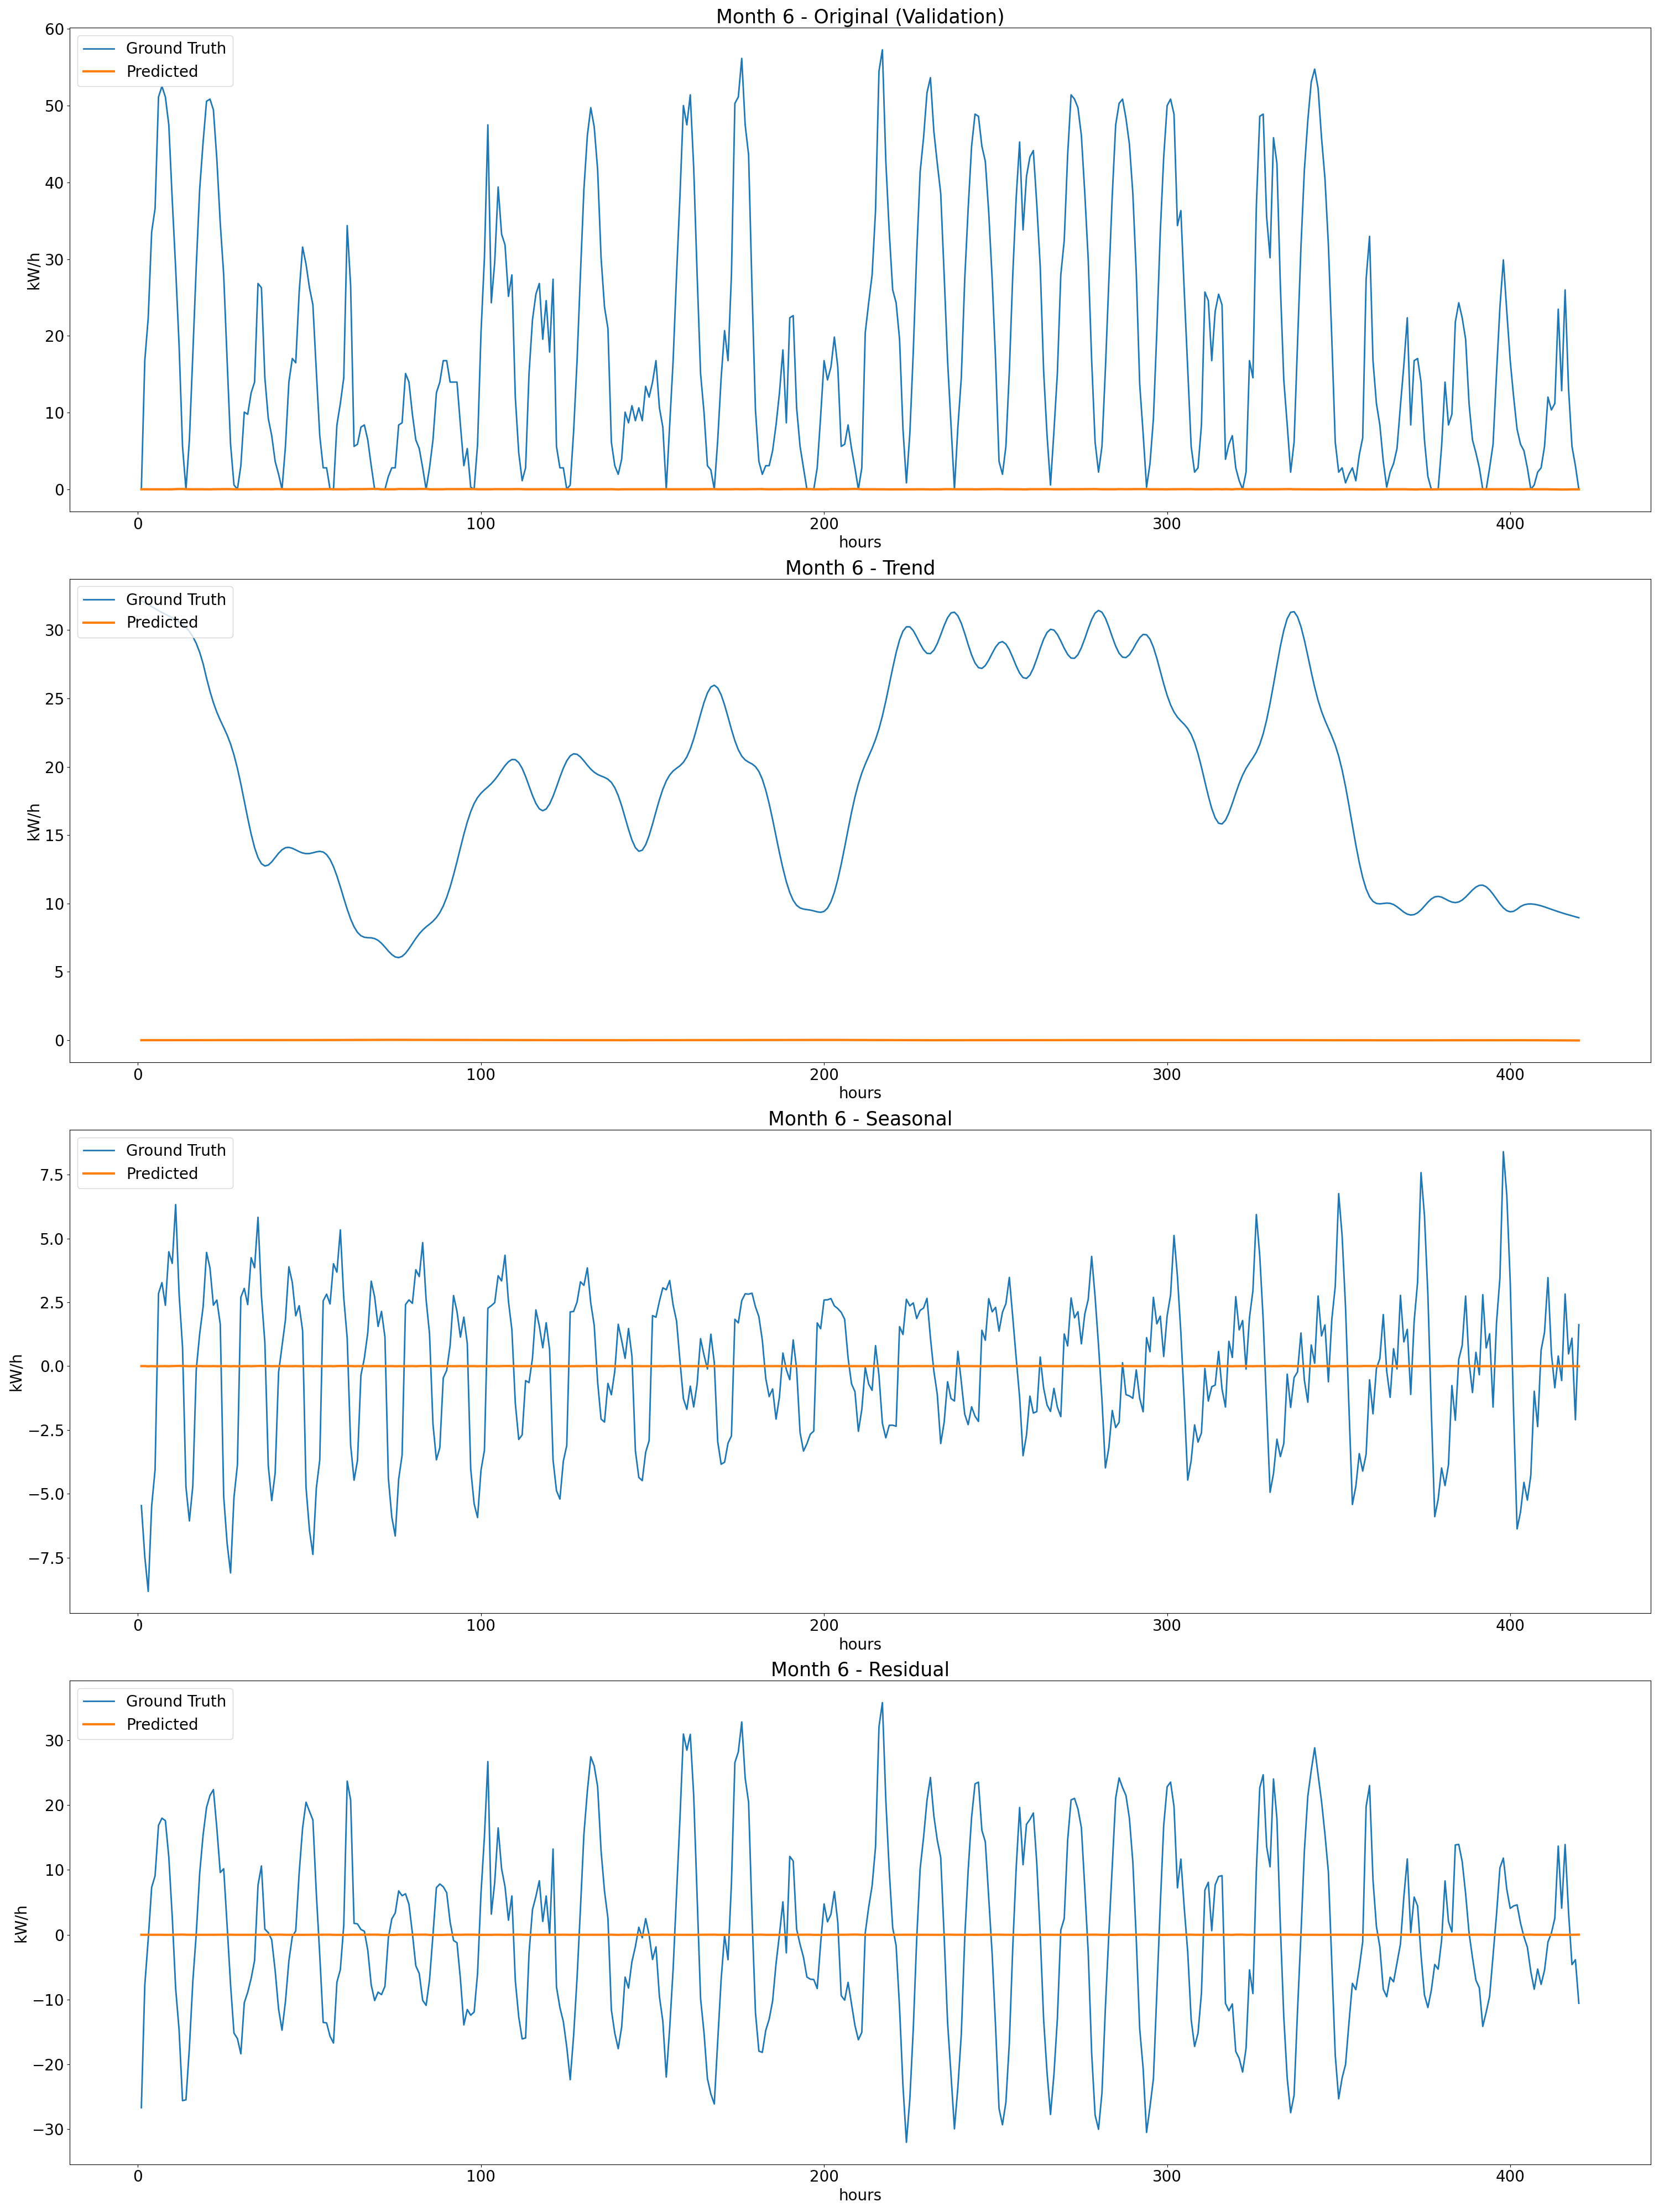 Month 6 - Original (Validation)
Ground Truth
Predicted
kW/h
60
50
40
30
20
10
0
0 100 200 300 400
hours
Month 6 - Trend
Ground Truth
Predicted
kW/h
30
25
20
15
10
5
0
0 100 200 300 400
hours
Month 6 - Seasonal
Ground Truth
Predicted
kW/h
7.5
5.0
2.5
0.0
−2.5
−5.0
−7.5
0 100 200 300 400
hours
Month 6 - Residual
Ground Truth
Predicted
kW/h
30
20
10
0
−10
−20
−30
0 100 200 300 400
hours